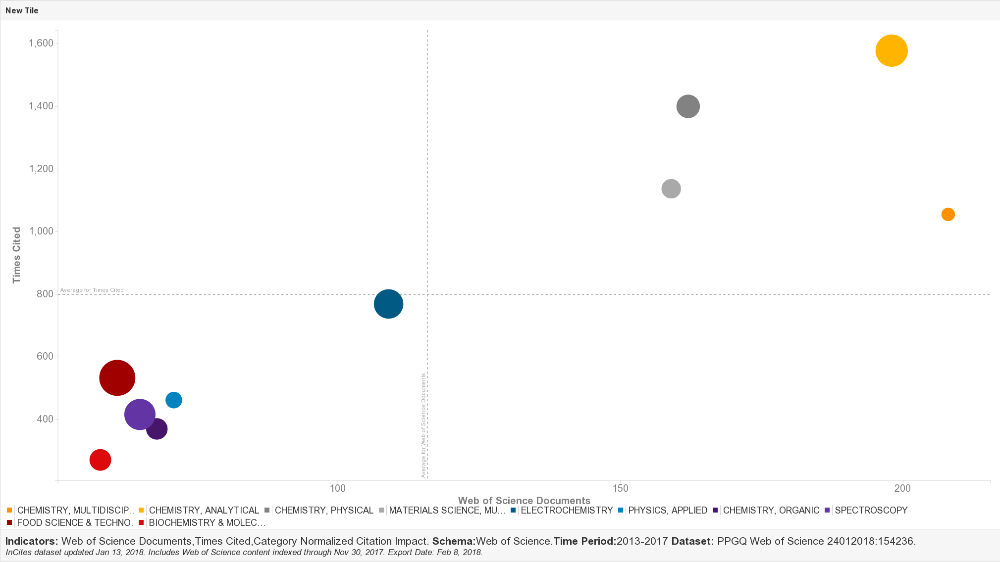 New Tile
1,600
1,400
1,200
1,000
800
600
400
Times Cited
Average for Times Cited
Average for Web of Science Documents
100 150 200
Web of Science Documents
CHEMISTRY, MULTIDISCIP.. CHEMISTRY, ANALYTICAL CHEMISTRY, PHYSICAL MATERIALS SCIENCE, MU... ELECTROCHEMISTRY PHYSICS, APPLIED CHEMISTRY, ORGANIC SPECTROSCOPY
FOOD SCIENCE & TECHNO. BIOCHEMISTRY & MOLEC...
Indicators: Web of Science Documents,Times Cited,Category Normalized Citation Impact. Schema:Web of Science.Time Period:2013-2017 Dataset: PPGQ Web of Science 24012018:154236.
InCites dataset updated Jan 13, 2018. Includes Web of Science content indexed through Nov 30, 2017. Export Date: Feb 8, 2018.